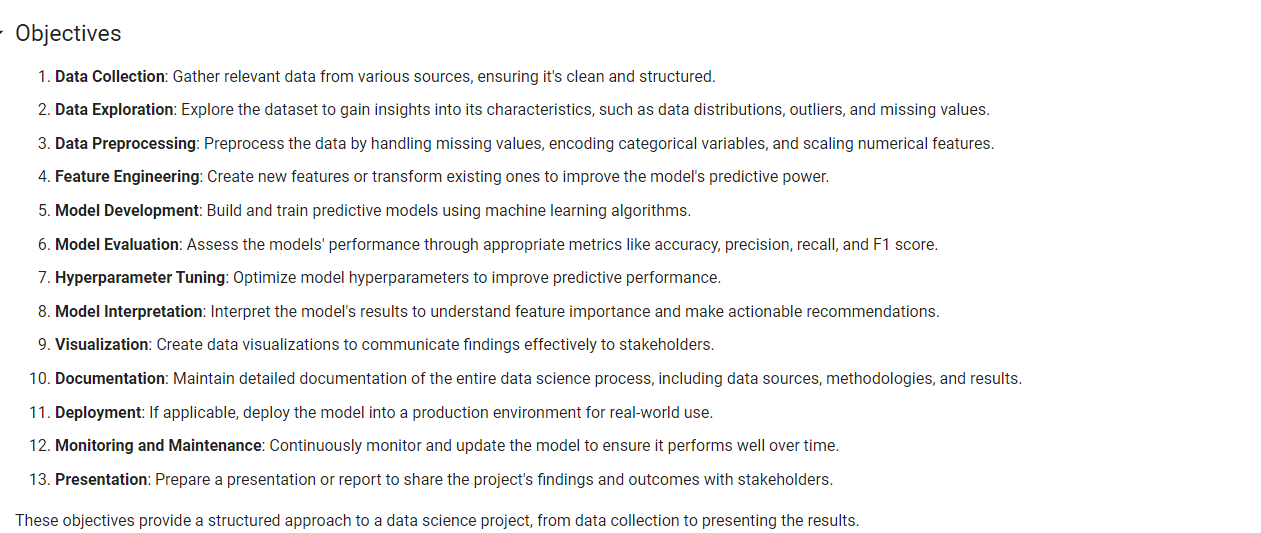 Objectives
1. Data Collection: Gather relevant data from various sources, ensuring it's clean and structured.
2. Data Exploration: Explore the dataset to gain insights into its characteristics, such as data distributions, outliers, and missing values.
3. Data Preprocessing: Preprocess the data by handling missing values, encoding categorical variables, and scaling numerical features.
4. Feature Engineering: Create new features or transform existing ones to improve the model's predictive power.
5. Model Development: Build and train predictive models using machine learning algorithms.
6. Model Evaluation: Assess the models' performance through appropriate metrics like accuracy, precision, recall, and F1 score.
7. Hyperparameter Tuning: Optimize model hyperparameters to improve predictive performance.
8. Model Interpretation: Interpret the model's results to understand feature importance and make actionable recommendations.
9. Visualization: Create data visualizations to communicate findings effectively to stakeholders.
10. Documentation: Maintain detailed documentation of the entire data science process, including data sources, methodologies, and results.
11. Deployment: If applicable, deploy the model into a production environment for real-world use.
12. Monitoring and Maintenance: Continuously monitor and update the model to ensure it performs well over time.
13. Presentation: Prepare a presentation or report to share the project's findings and outcomes with stakeholders.
These objectives provide a structured approach to a data science project, from data collection to presenting the results.